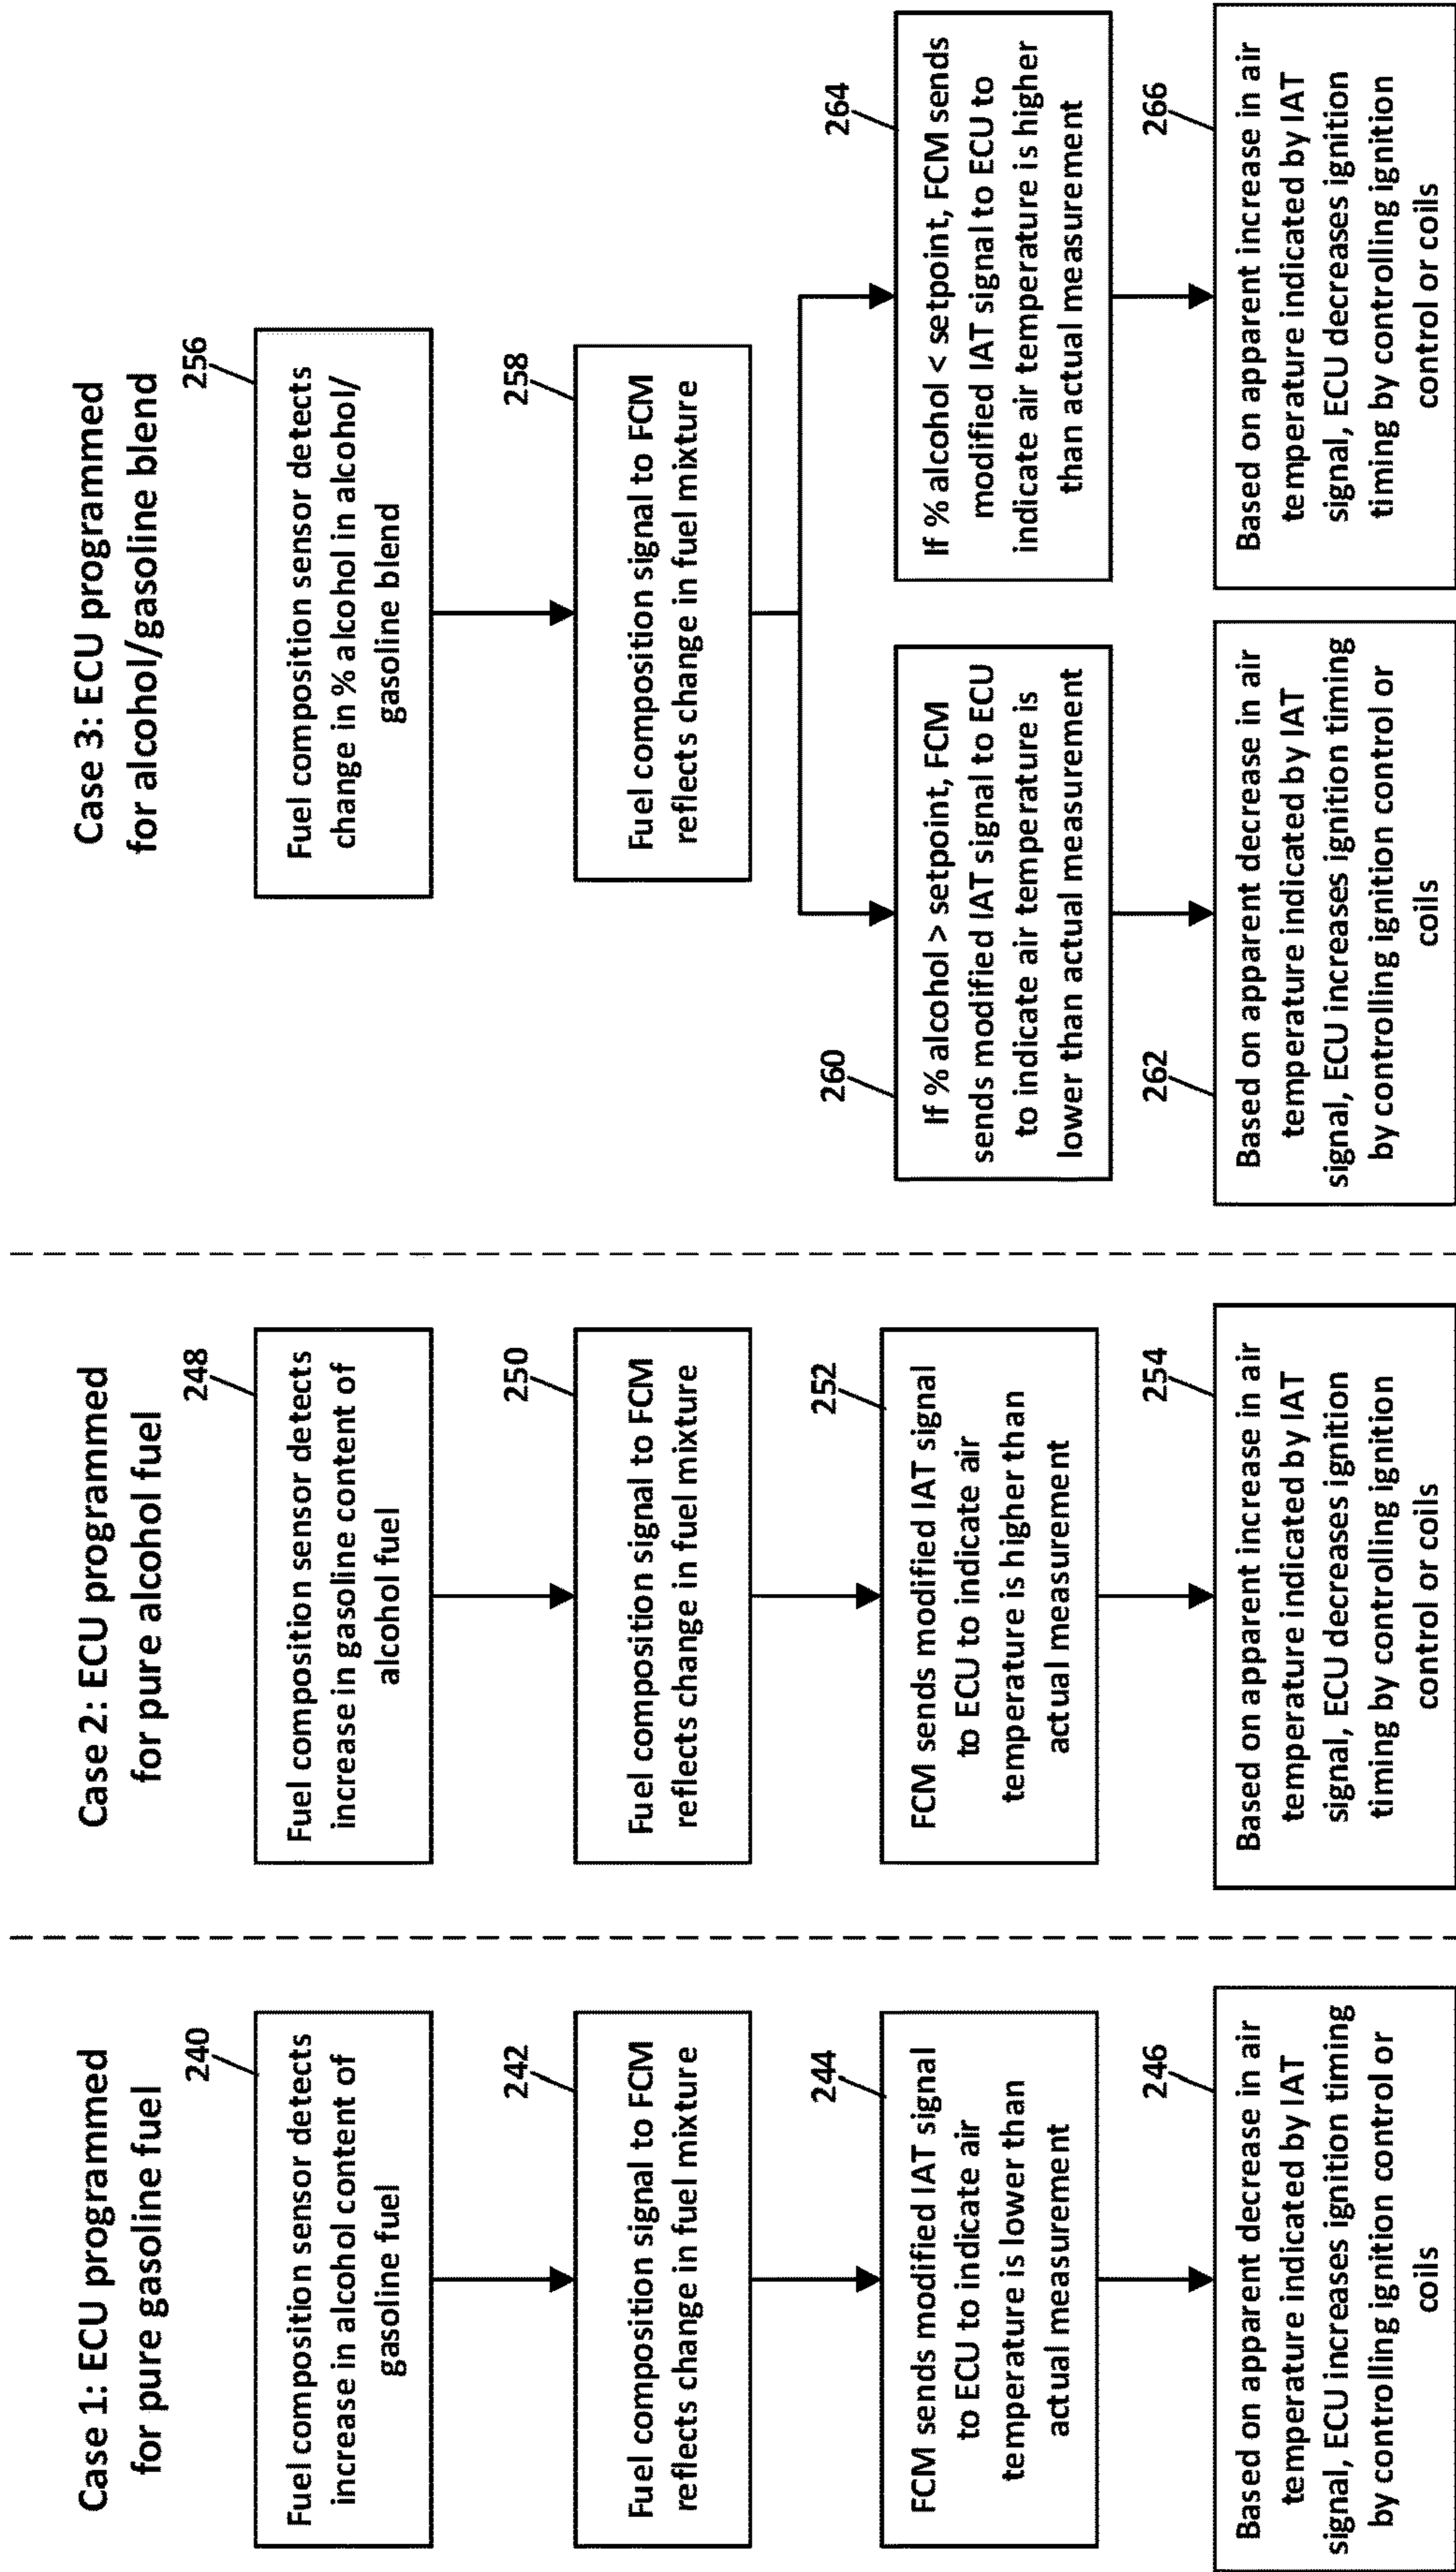 Case 1: ECU programmed
for pure gasoline fuel
240
Fuel composition sensor detects
increase in alcohol content of
gasoline fuel
242
Fuel composition signal to FCM
reflects change in fuel mixture
244
FCM sends modified IAT signal
to ECU to indicate air
temperature is lower than
actual measurement
246
Based on apparent decrease in air
temperature indicated by IAT
signal, ECU increases ignition timing
by controlling ignition control or
coils
Case 2: ECU programmed
for pure alcohol fuel
248
Fuel composition sensor detects
increase in gasoline content of
alcohol fuel
250
Fuel composition signal to FCM
reflects change in fuel mixture
252
FCM sends modified IAT signal
to ECU to indicate air
temperature is higher than
actual measurement
254
Based on apparent increase in air
temperature indicated by IAT
signal, ECU decreases ignition
timing by controlling ignition
control or coils
Case 3: ECU programmed
for alcohol/gasoline blend
256
Fuel composition sensor detects
change in % alcohol in alcohol/
gasoline blend
258
Fuel composition signal to FCM
reflects change in fuel mixture
260
If % alcohol > setpoint, FCM
sends modified IAT signal to ECU
to indicate air temperature is
lower than actual measurement
262
Based on apparent decrease in air
temperature indicated by IAT
signal, ECU increases ignition timing
by controlling ignition control or
coils
264
If % alcohol < setpoint, FCM sends
modified IAT signal to ECU to
indicate air temperature is higher
than actual measurement
266
Based on apparent increase in air
temperature indicated by IAT
signal, ECU decreases ignition
timing by controlling ignition
control or coils